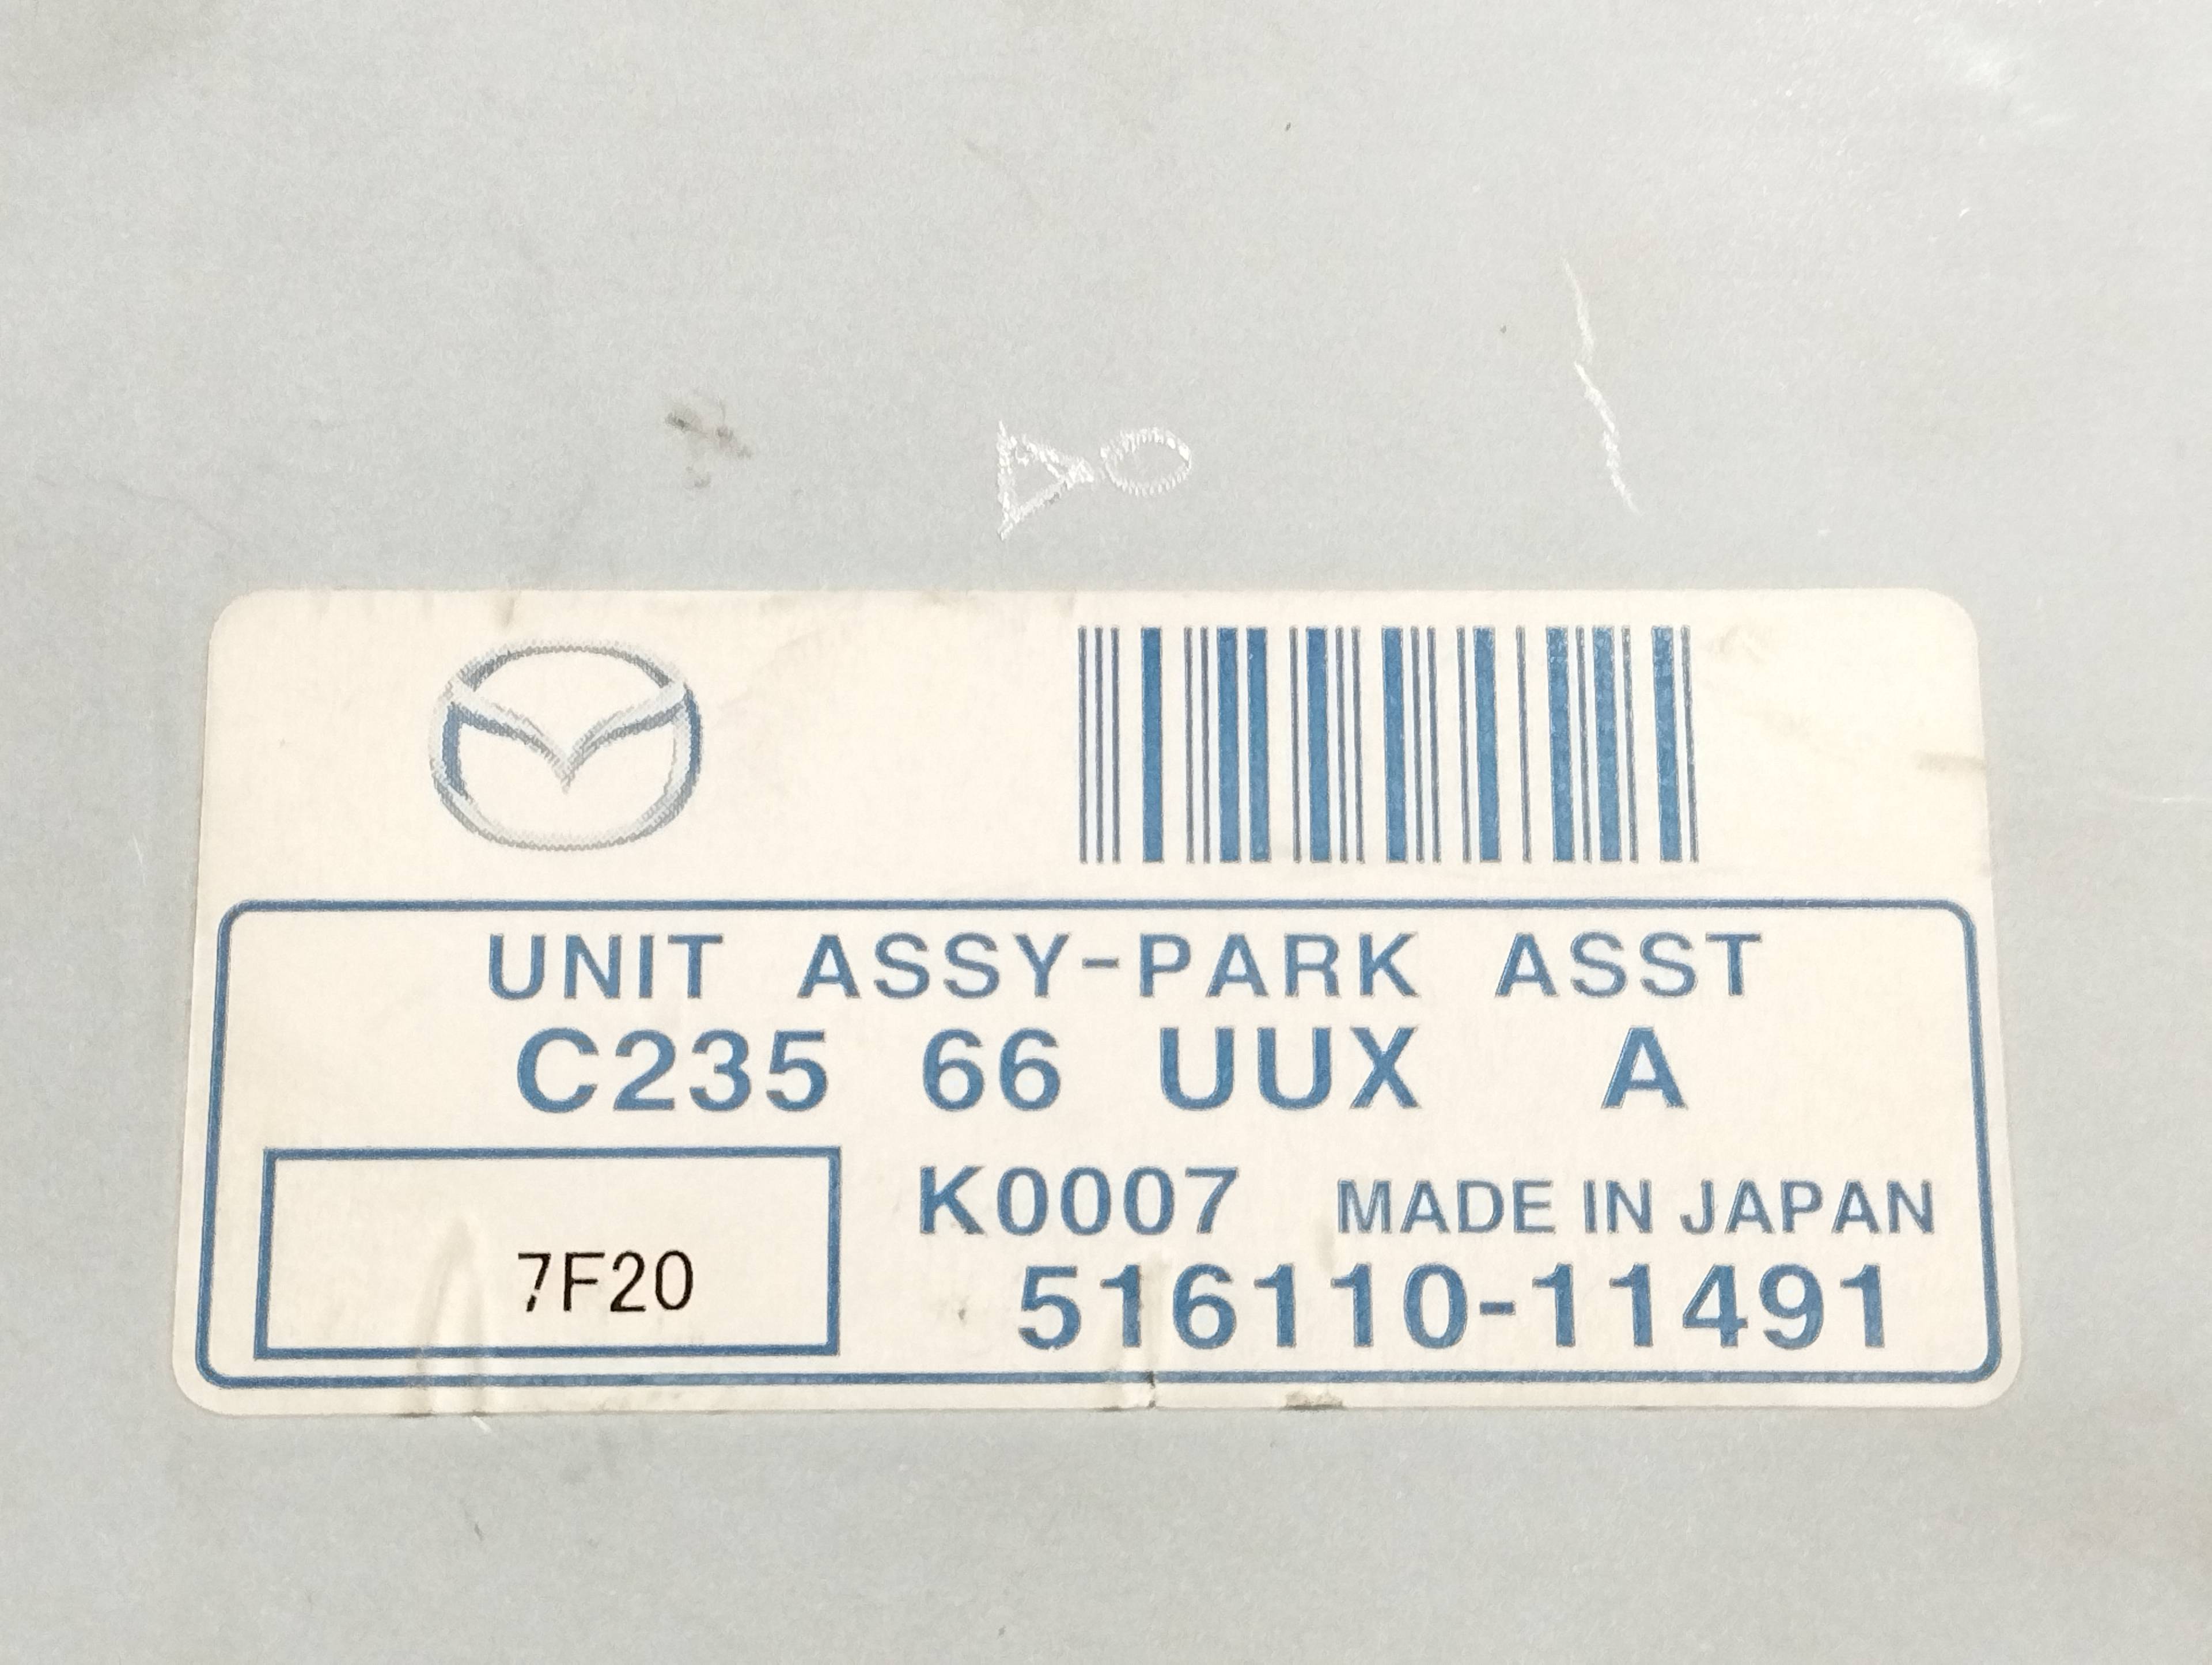 UNIT ASSY-PARK ASST
C235 66 UUX A
K0007 MADE IN JAPAN
7F20
516110-11491